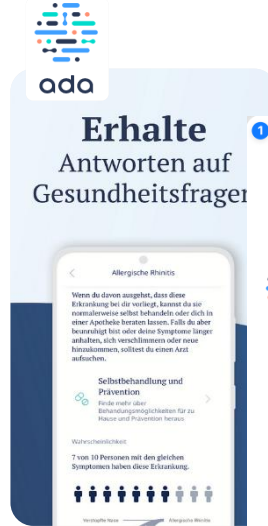 ada
Erhalte
Antworten auf
Gesundheitsfragen
1
Allergische Rhinitis
Wenn du davon ausgehst, dass diese
Erkrankung bei dir vorliegt, kannst du sie
normalerweise selbst behandeln oder dich in
einer Apotheke beraten lassen. Falls du aber
beunruhigt bist oder deine Symptome länger
anhalten, sich verschlimmern oder neue
hinzukommen, solltest du einen Arzt
aufsuchen.
Selbstbehandlung und
Prävention
Finde mehr über
Behandlungsmöglichkeiten für zu
Hause und Prävention heraus
Wahrscheinlichkeit
7 von 10 Personen mit den gleichen
Symptomen haben diese Erkrankung.
Verstopfte Nase Allergische Rhinitis